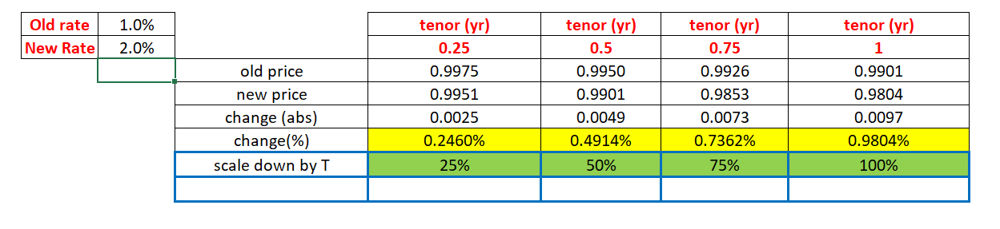 Old rate 1.0% tenor (yr) tenor (yr) tenor (yr) tenor (yr)
New Rate 2.0% 0.25 0.5 0.75 1
old price 0.9975 0.9950 0.9926 0.9901
new price 0.9951 0.9901 0.9853 0.9804
change (abs) 0.0025 0.0049 0.0073 0.0097
change(%) 0.2460% 0.4914% 0.7362% 0.9804%
scale down by T 25% 50% 75% 100%